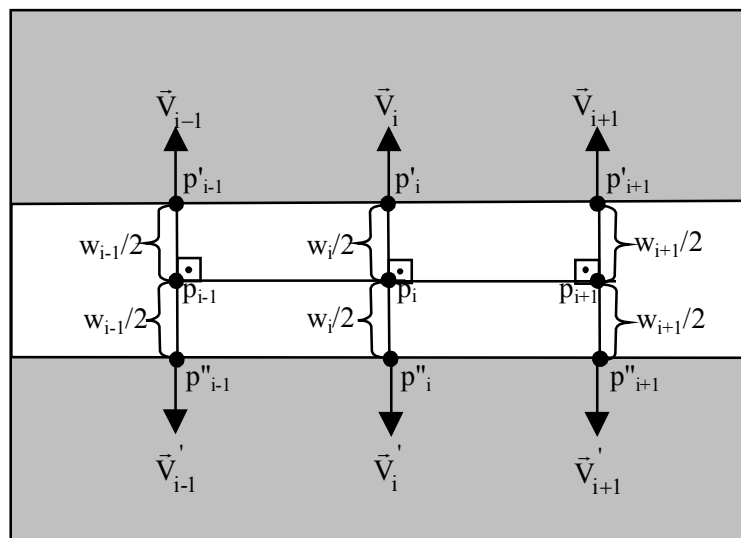 V⃗ᵢ₋₁ V⃗ᵢ V⃗ᵢ₊₁
p'ᵢ₋₁ p'ᵢ p'ᵢ₊₁
wᵢ₋₁/2 wᵢ/2 wᵢ₊₁/2
pᵢ₋₁ pᵢ pᵢ₊₁
wᵢ₋₁/2 wᵢ/2 wᵢ₊₁/2
p"ᵢ₋₁ p"ᵢ p"ᵢ₊₁
V⃗ᵢ₋₁' V⃗ᵢ' V⃗ᵢ₊₁'